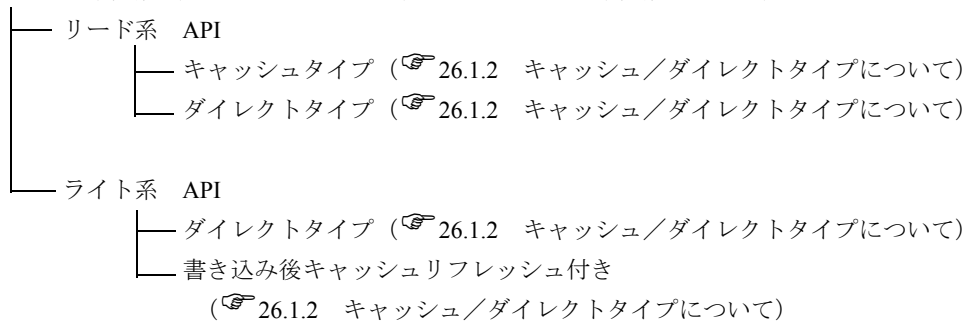 リード系 API
キャッシュタイプ（☞26.1.2 キャッシュ／ダイレクトタイプについて）
ダイレクトタイプ（☞26.1.2 キャッシュ／ダイレクトタイプについて）
ライト系 API
ダイレクトタイプ（☞26.1.2 キャッシュ／ダイレクトタイプについて）
書き込み後キャッシュリフレッシュ付き
（☞26.1.2 キャッシュ／ダイレクトタイプについて）